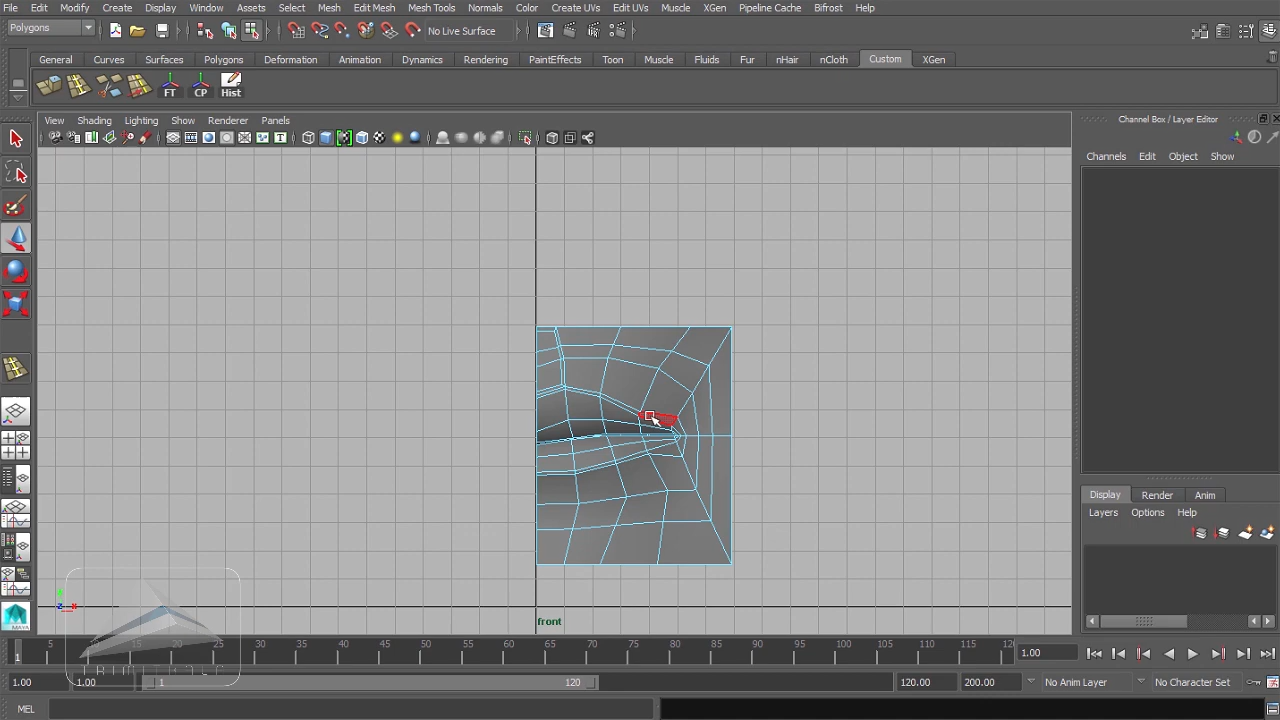 File Edit Modify Create Display Window Assets Select Mesh Edit Mesh Mesh Tools Normals Color Create UVs Edit UVs Muscle XGen Pipeline Cache Bifrost Help
Polygons No Live Surface
General Curves Surfaces Polygons Deformation Animation Dynamics Rendering PaintEffects Toon Muscle Fluids Fur nHair nCloth Custom XGen
FT CP Hist
View Shading Lighting Show Renderer Panels
Channel Box / Layer Editor
Channels Edit Object Show
Display Render Anim
Layers Options Help
front
MAYA
5 15 20 25 30 35 40 45 50 55 60 65 70 75 80 85 90 95 100 105 110 115 12
1 1.00
1.00 1.00 1 120 120.00 200.00 No Anim Layer No Character Set
MEL